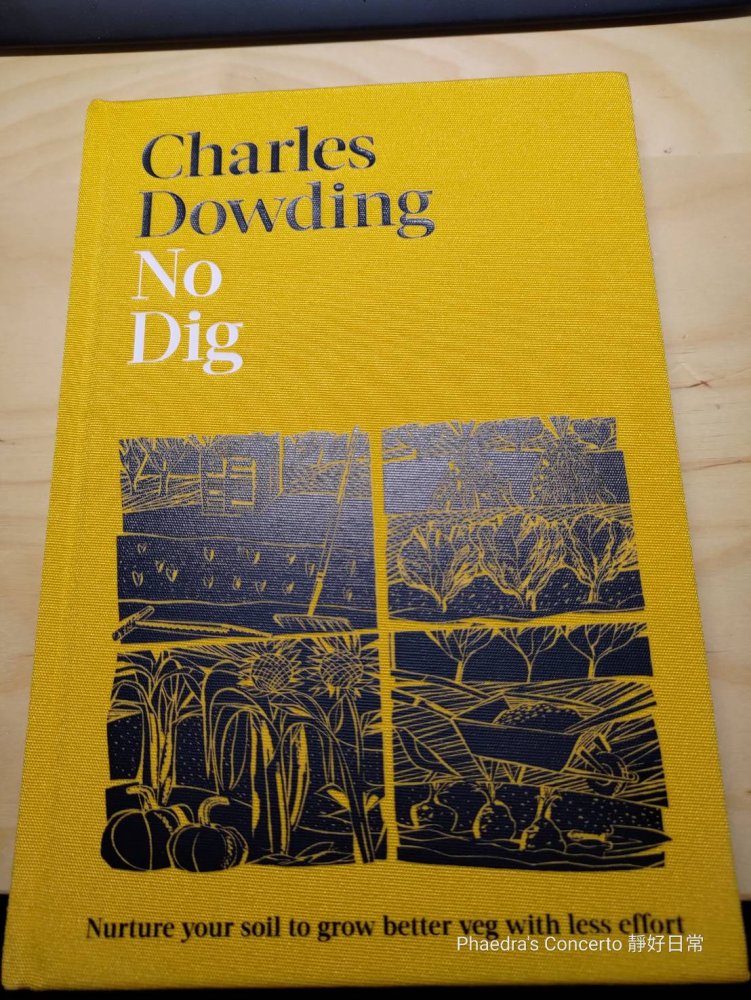 Charles
Dowding
No
Dig
Nurture your soil to grow better veg with less effort
Phaedra's Concerto 靜好日常